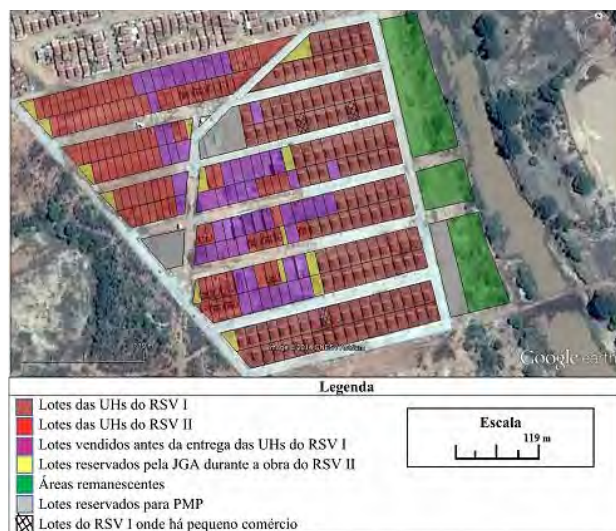 Google earth
Legenda
Lotes das UHs do RSV I
Lotes das UHs do RSV II
Lotes vendidos antes da entrega das UHs do RSV I
Lotes reservados pela JGA durante a obra do RSV II
Áreas remanescentes
Lotes reservados para PMP
Lotes do RSV I onde há pequeno comércio
Escala
119 m